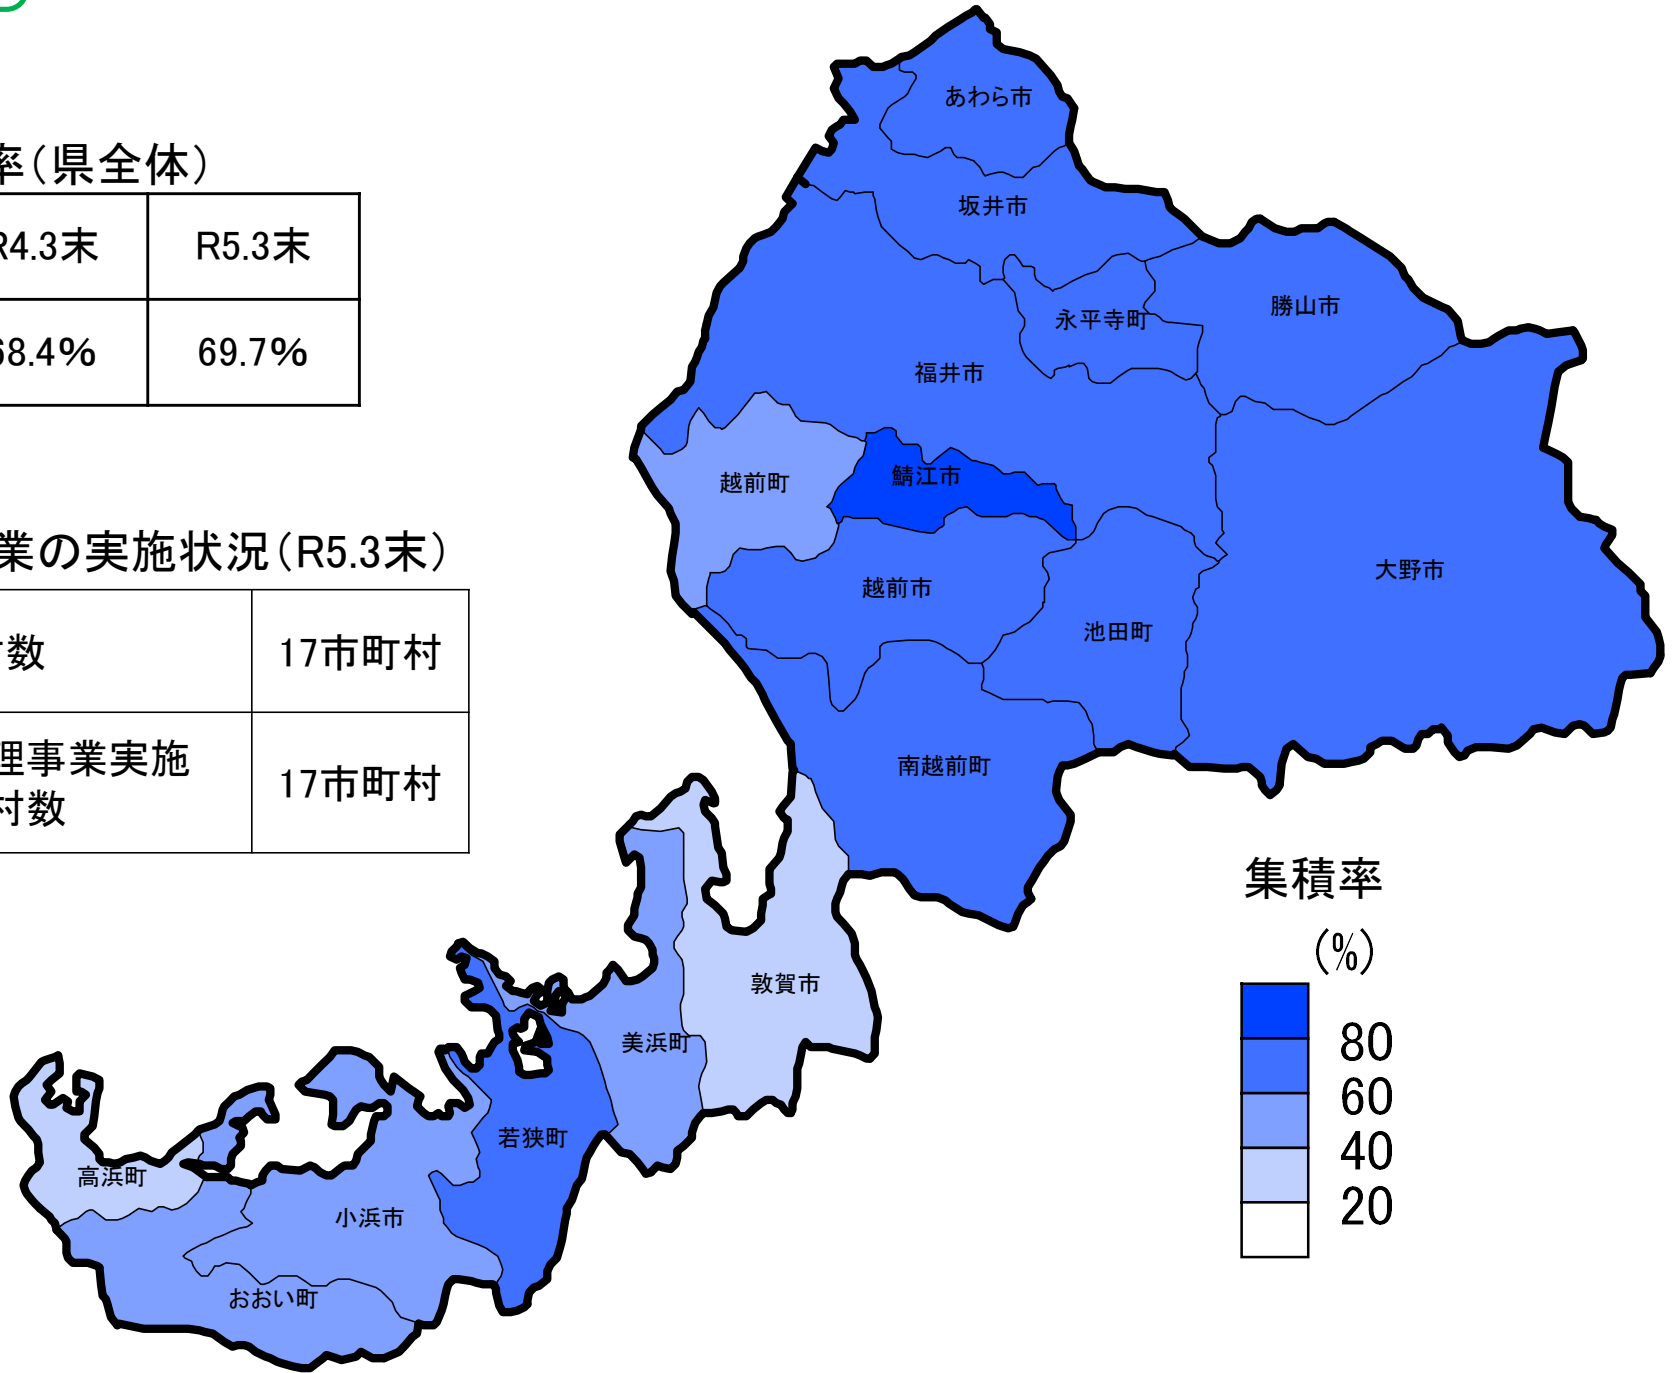 率（県全体）
R4.3末 R5.3末
68.4% 69.7%
業の実施状況（R5.3末）
数 17市町村
理事業実施
村数 17市町村
あわら市
坂井市
勝山市
永平寺町
福井市
鯖江市
越前町
大野市
越前市
池田町
南越前町
敦賀市
美浜町
若狭町
高浜町
小浜市
おおい町
集積率
(%)
80
60
40
20